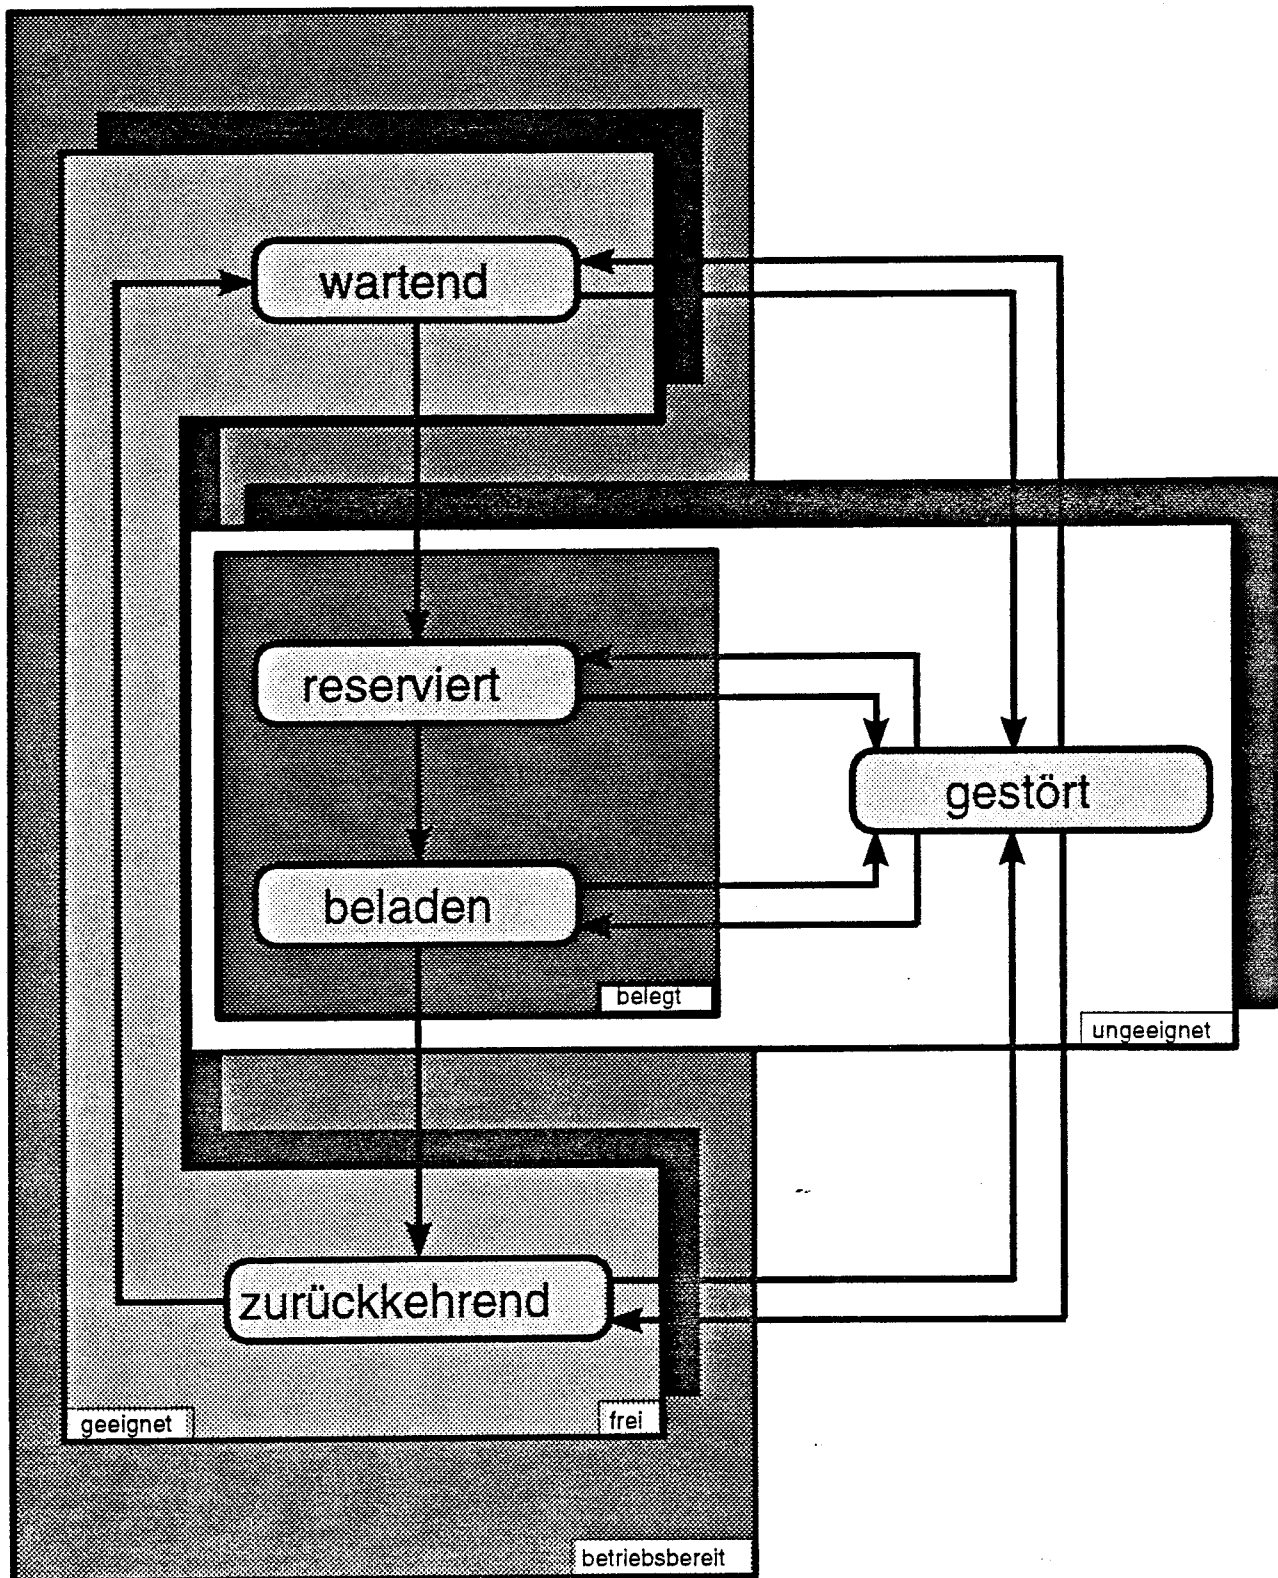 wartend
reserviert
gestört
beladen
belegt
ungeeignet
zurückkehrend
geeignet
frei
betriebsbereit